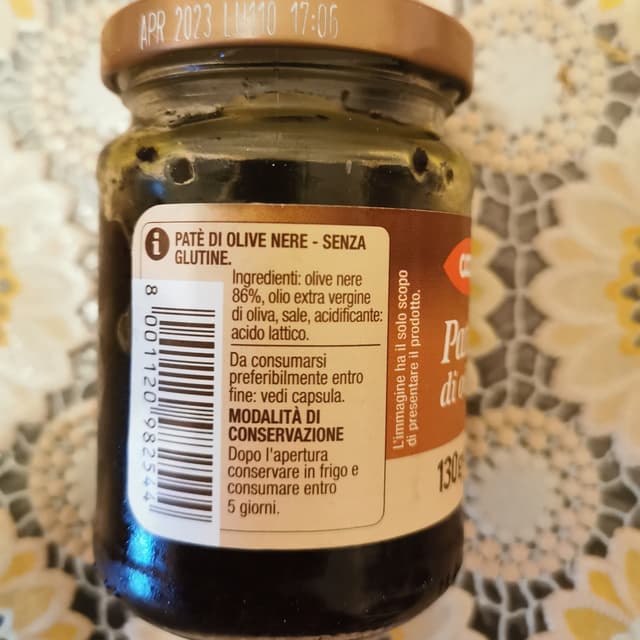 APR 2023 L1110 17:06
PATÈ DI OLIVE NERE - SENZA
GLUTINE.
Ingredienti: olive nere
86%, olio extra vergine
di oliva, sale, acidificante:
acido lattico.
Da consumarsi
preferibilmente entro
fine: vedi capsula.
MODALITÀ DI
CONSERVAZIONE
Dopo l'apertura
conservare in frigo e
consumare entro
5 giorni.
8 001120 982544
L'immagine ha il solo scopo
di presentare il prodotto.
di
130